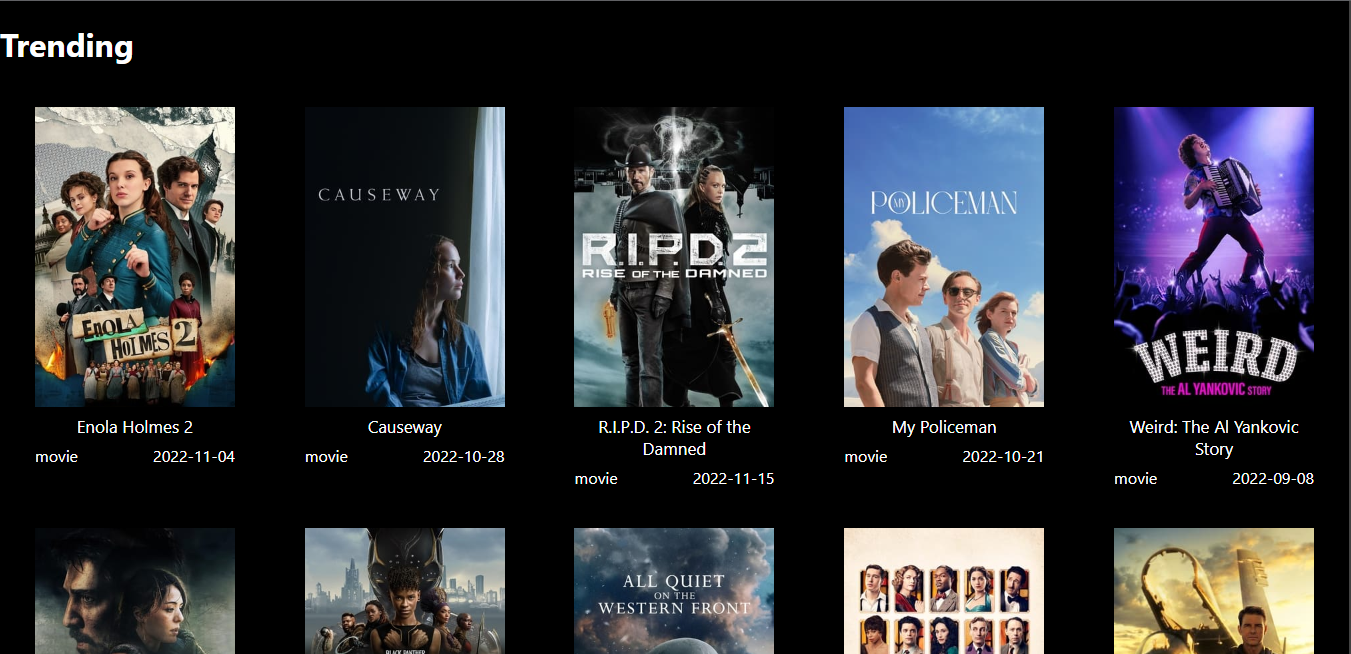 Trending
CAUSEWAY
R.I.P.D.2
RISE OF THE DAMNED
MY
POLICEMAN
ENOLA
HOLMES 2
WEIRD
THE AL YANKOVIC STORY
Enola Holmes 2
Causeway
R.I.P.D. 2: Rise of the
Damned
My Policeman
Weird: The Al Yankovic
Story
movie 2022-11-04
movie 2022-10-28
movie 2022-11-15
movie 2022-10-21
movie 2022-09-08
ALL QUIET
ON THE
WESTERN FRONT
BLACK PANTHER